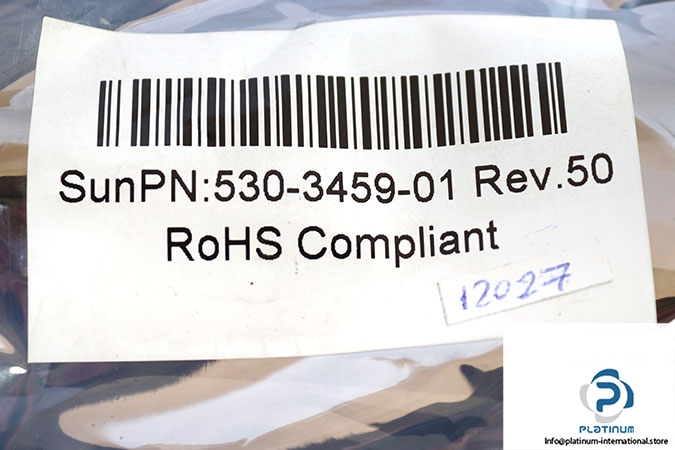 SunPN:530-3459-01 Rev.50
RoHS Compliant
12027
PLATINUM
Info@platinum-international.store